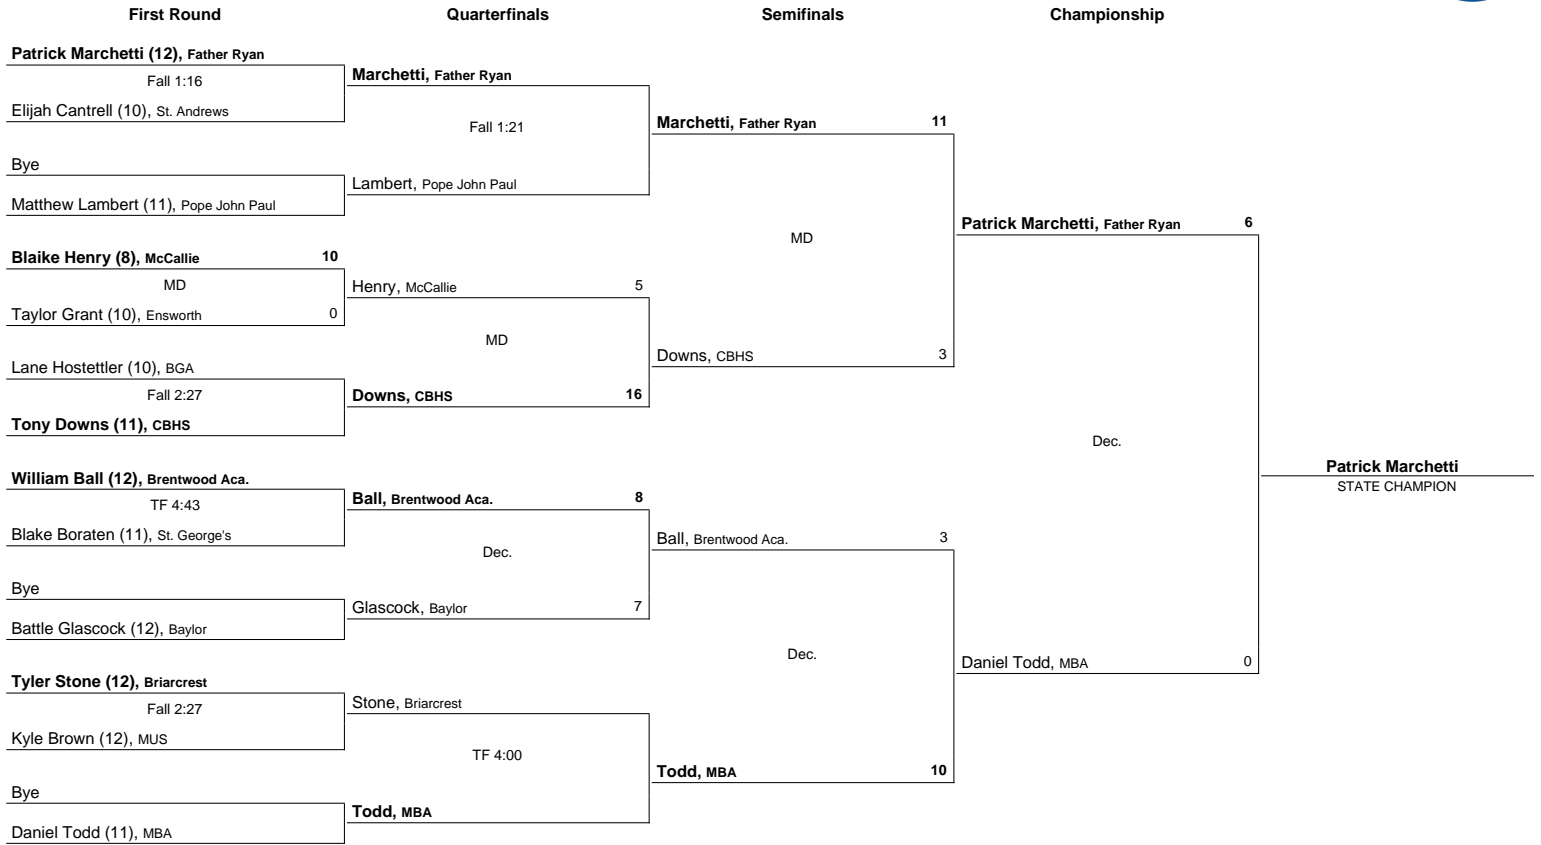 First Round Quarterfinals Semifinals Championship
Patrick Marchetti (12), Father Ryan
Fall 1:16
Elijah Cantrell (10), St. Andrews
Bye
Matthew Lambert (11), Pope John Paul
Blaike Henry (8), McCallie 10
MD
Taylor Grant (10), Ensworth 0
Lane Hostettler (10), BGA
Fall 2:27
Tony Downs (11), CBHS
William Ball (12), Brentwood Aca.
TF 4:43
Blake Boraten (11), St. George's
Bye
Battle Glascock (12), Baylor
Tyler Stone (12), Briarcrest
Fall 2:27
Kyle Brown (12), MUS
Bye
Daniel Todd (11), MBA
Marchetti, Father Ryan
Fall 1:21
Lambert, Pope John Paul
Henry, McCallie 5
MD
Downs, CBHS 16
Ball, Brentwood Aca. 8
Dec.
Glascock, Baylor 7
Stone, Briarcrest
TF 4:00
Todd, MBA
Marchetti, Father Ryan 11
MD
Downs, CBHS 3
Ball, Brentwood Aca. 3
Dec.
Todd, MBA 10
Patrick Marchetti, Father Ryan 6
Dec.
Daniel Todd, MBA 0
Patrick Marchetti
STATE CHAMPION